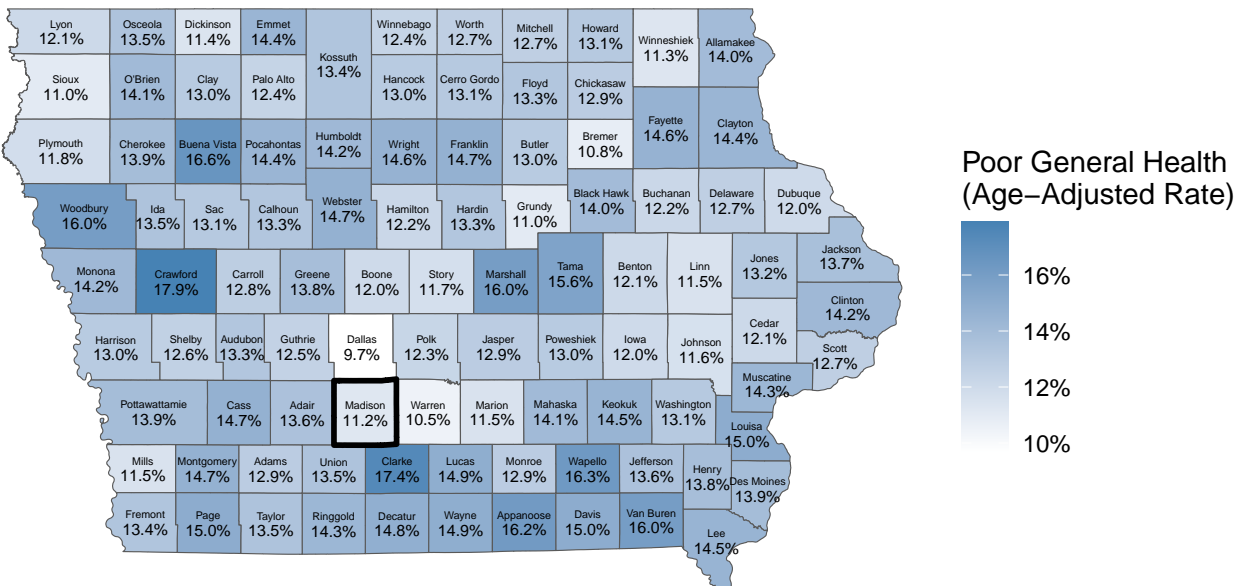 Lyon
12.1%
Osceola
13.5%
Dickinson
11.4%
Emmet
14.4%
Kossuth
13.4%
Winnebago
12.4%
Worth
12.7%
Mitchell
12.7%
Howard
13.1%
Winneshiek
11.3%
Allamakee
14.0%
Sioux
11.0%
O'Brien
14.1%
Clay
13.0%
Palo Alto
12.4%
Hancock
13.0%
Cerro Gordo
13.1%
Floyd
13.3%
Chickasaw
12.9%
Plymouth
11.8%
Cherokee
13.9%
Buena Vista
16.6%
Pocahontas
14.4%
Humboldt
14.2%
Wright
14.6%
Franklin
14.7%
Butler
13.0%
Bremer
10.8%
Fayette
14.6%
Clayton
14.4%
Woodbury
16.0%
Ida
13.5%
Sac
13.1%
Calhoun
13.3%
Webster
14.7%
Hamilton
12.2%
Hardin
13.3%
Grundy
11.0%
Black Hawk
14.0%
Buchanan
12.2%
Delaware
12.7%
Dubuque
12.0%
Monona
14.2%
Crawford
17.9%
Carroll
12.8%
Greene
13.8%
Boone
12.0%
Story
11.7%
Marshall
16.0%
Tama
15.6%
Benton
12.1%
Linn
11.5%
Jones
13.2%
Jackson
13.7%
Clinton
14.2%
Harrison
13.0%
Shelby
12.6%
Audubon
13.3%
Guthrie
12.5%
Dallas
9.7%
Polk
12.3%
Jasper
12.9%
Poweshiek
13.0%
Iowa
12.0%
Johnson
11.6%
Cedar
12.1%
Scott
12.7%
Muscatine
14.3%
Pottawattamie
13.9%
Cass
14.7%
Adair
13.6%
Madison
11.2%
Warren
10.5%
Marion
11.5%
Mahaska
14.1%
Keokuk
14.5%
Washington
13.1%
Louisa
15.0%
Mills
11.5%
Montgomery
14.7%
Adams
12.9%
Union
13.5%
Clarke
17.4%
Lucas
14.9%
Monroe
12.9%
Wapello
16.3%
Jefferson
13.6%
Henry
13.8%
Des Moines
13.9%
Fremont
13.4%
Page
15.0%
Taylor
13.5%
Ringgold
14.3%
Decatur
14.8%
Wayne
14.9%
Appanoose
16.2%
Davis
15.0%
Van Buren
16.0%
Lee
14.5%
Poor General Health
(Age−Adjusted Rate)
16%
14%
12%
10%